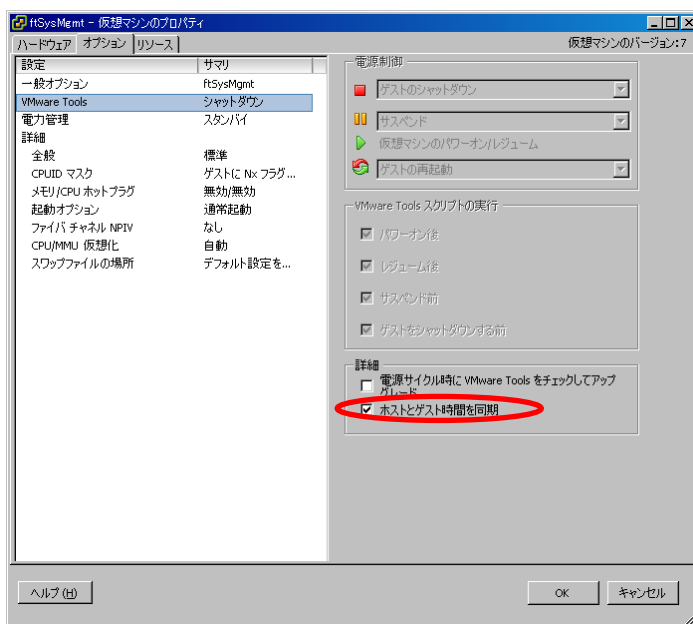 ftSysMgmt - 仮想マシンのプロパティ
ハードウェア オプション リソース 仮想マシンのバージョン:7
設定 サマリ
一般オプション ftSysMgmt
VMware Tools シャットダウン
電力管理 スタンバイ
詳細
全般 標準
CPUID マスク ゲストに Nx フラグ...
メモリ/CPU ホットプラグ 無効/無効
起動オプション 通常起動
ファイバ チャネル NPIV なし
CPU/MMU 仮想化 自動
スワップファイルの場所 デフォルト設定を...
電源制御
ゲストのシャットダウン
サスペンド
仮想マシンのパワーオン/レジューム
ゲストの再起動
VMware Tools スクリプトの実行
パワーオン後
レジューム後
サスペンド前
ゲストをシャットダウンする前
詳細
電源サイクル時に VMware Tools をチェックしてアップ
グレード
ホストとゲスト時間を同期
ヘルプ(H) OK キャンセル